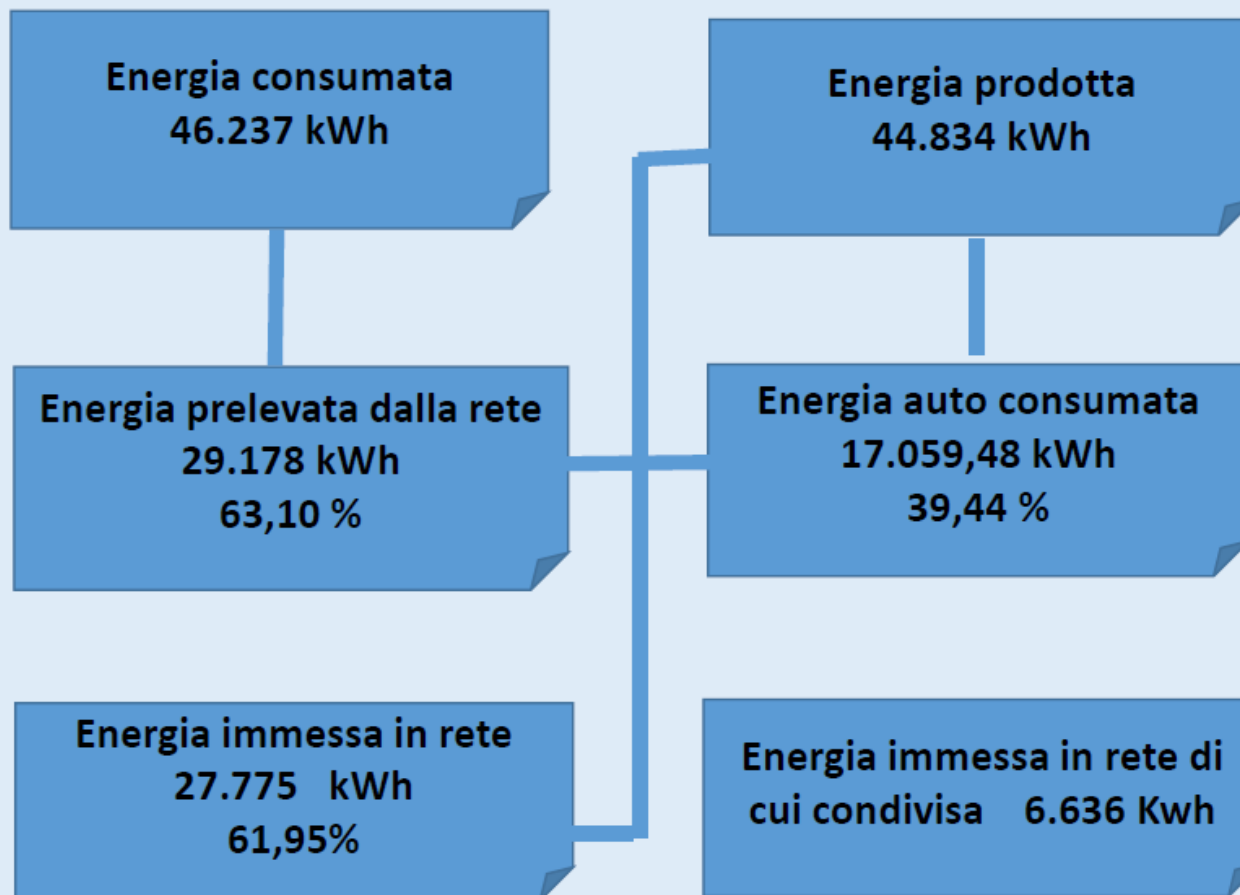 Energia consumata
46.237 kWh
Energia prodotta
44.834 kWh
Energia prelevata dalla rete
29.178 kWh
63,10 %
Energia auto consumata
17.059,48 kWh
39,44 %
Energia immessa in rete
27.775 kWh
61,95%
Energia immessa in rete di
cui condivisa 6.636 Kwh